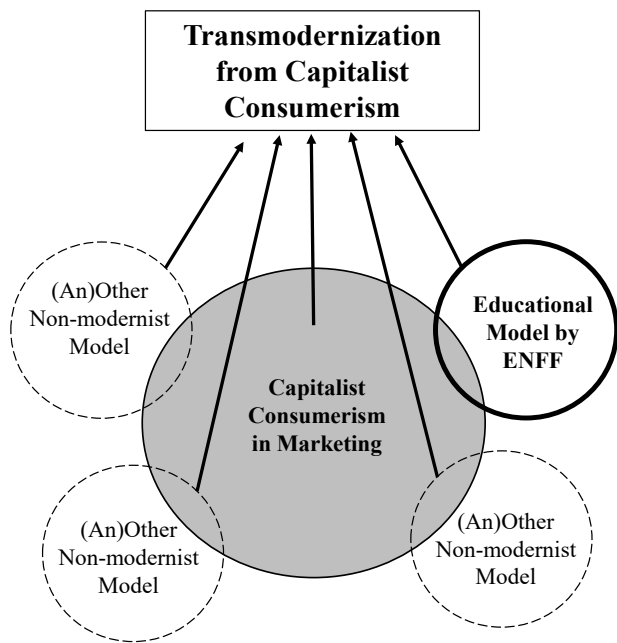 Transmodernization
from Capitalist
Consumerism
(An)Other
Non-modernist
Model
Educational
Model by
ENFF
Capitalist
Consumerism
in Marketing
(An)Other
Non-modernist
Model
(An)Other
Non-modernist
Model